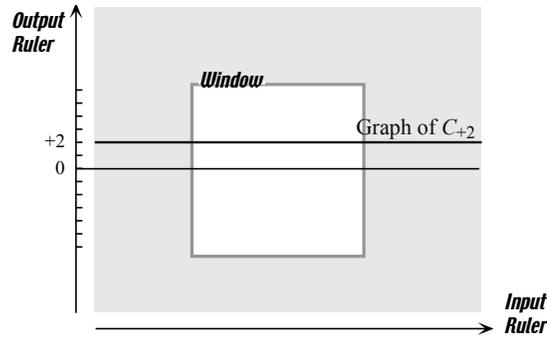 Output
Ruler
Window
Graph of C+2
+2
0
Input
Ruler